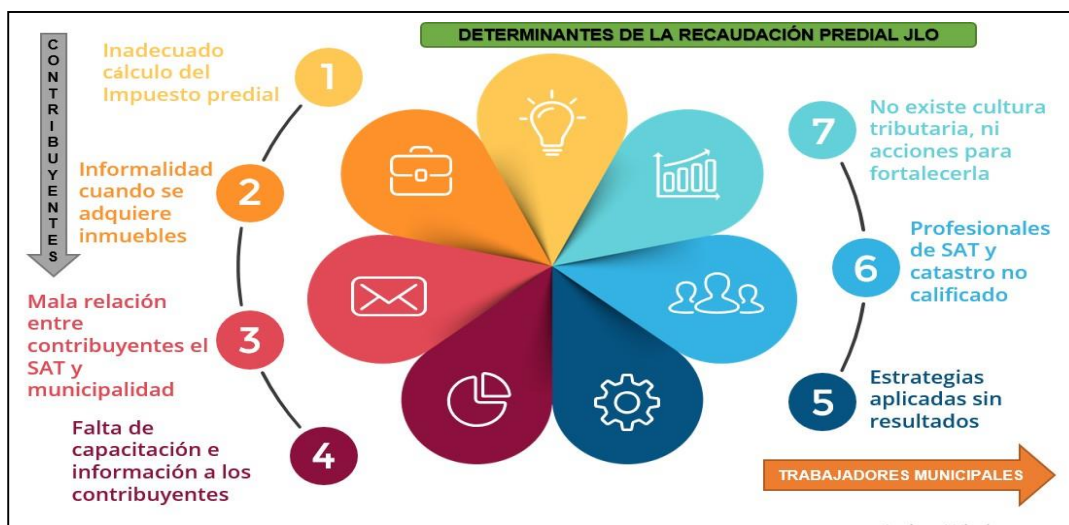 DETERMINANTES DE LA RECAUDACIÓN PREDIAL JLO
CONTRIBUYENTES
1
Inadecuado
cálculo del
Impuesto predial
2
Informalidad
cuando se
adquiere
inmuebles
3
Mala relación
entre
contribuyentes el
SAT y
municipalidad
4
Falta de
capacitación e
información a los
contribuyentes
7
No existe cultura
tributaria, ni
acciones para
fortalecerla
6
Profesionales
de SAT y
catastro no
calificado
5
Estrategias
aplicadas sin
resultados
TRABAJADORES MUNICIPALES